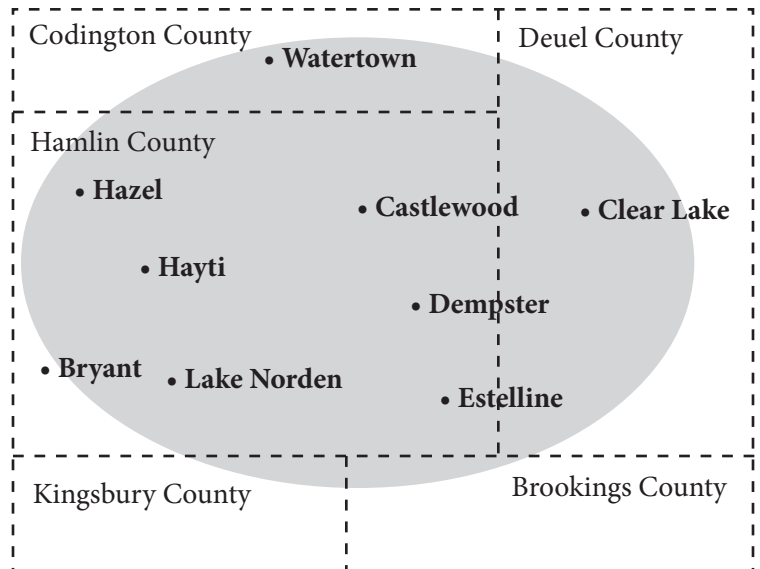 Codington County
Deuel County
Watertown
Hamlin County
Hazel
Castlewood
Clear Lake
Hayti
Dempster
Bryant
Lake Norden
Estelline
Kingsbury County
Brookings County